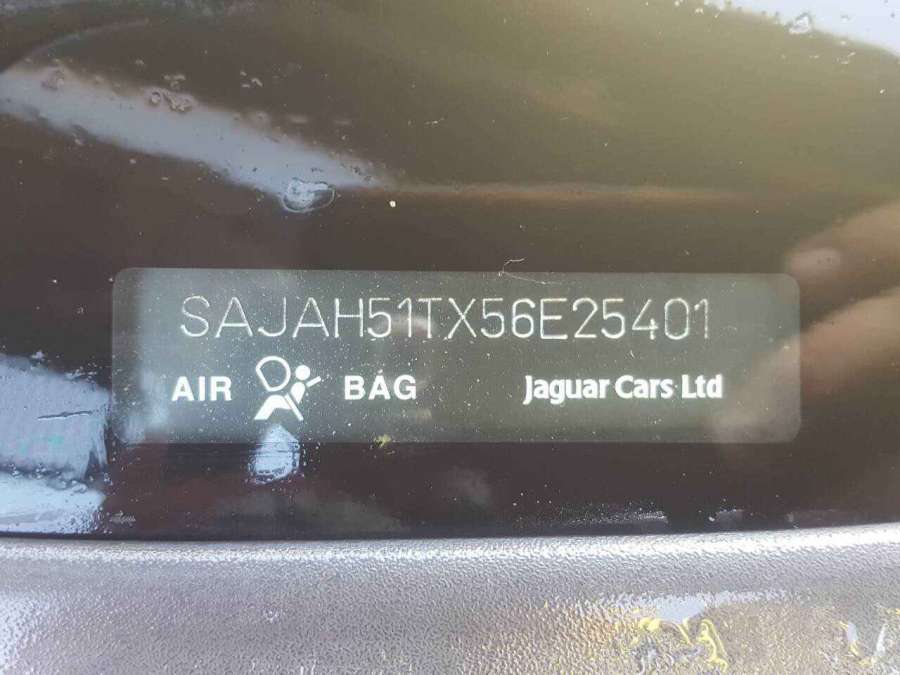 SAJAH51TX56E25401
AIR BAG Jaguar Cars Ltd